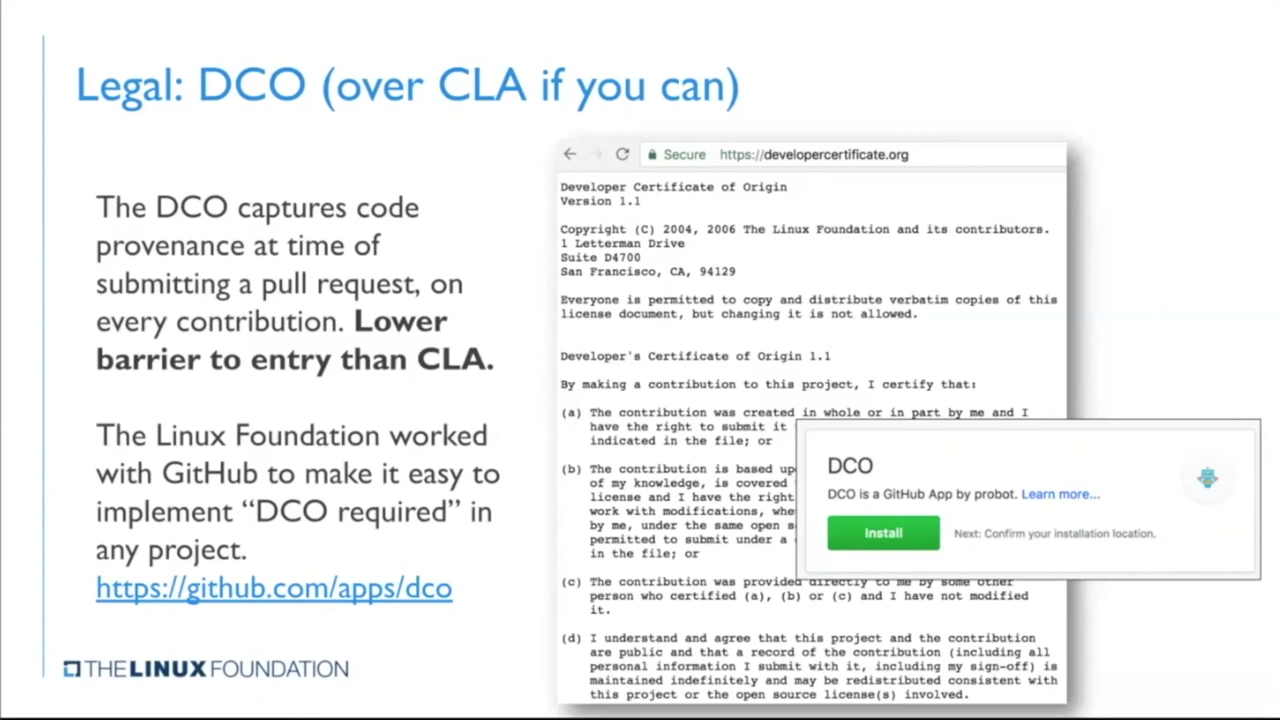 Legal: DCO (over CLA if you can)
The DCO captures code
provenance at time of
submitting a pull request, on
every contribution. Lower
barrier to entry than CLA.
The Linux Foundation worked
with GitHub to make it easy to
implement “DCO required” in
any project.
https://github.com/apps/dco
THE LINUX FOUNDATION
Secure https://developercertificate.org
Developer Certificate of Origin
Version 1.1
Copyright (C) 2004, 2006 The Linux Foundation and its contributors.
1 Letterman Drive
Suite D4700
San Francisco, CA, 94129
Everyone is permitted to copy and distribute verbatim copies of this
license document, but changing it is not allowed.
Developer's Certificate of Origin 1.1
By making a contribution to this project, I certify that:
(a) The contribution was created in whole or in part by me and I
have the right to submit it
indicated in the file; or
(b) The contribution is based
of my knowledge, is covered
license and I have the right
work with modifications,
by me, under the same open
permitted to submit under a
in the file; or
(c) The contribution was provided directly to me by some other
person who certified (a), (b) or (c) and I have not modified
it.
(d) I understand and agree that this project and the contribution
are public and that a record of the contribution (including all
personal information I submit with it, including my sign-off) is
maintained indefinitely and may be redistributed consistent with
this project or the open source license(s) involved.
DCO
DCO is a GitHub App by probot. Learn more...
Install Next: Confirm your installation location.